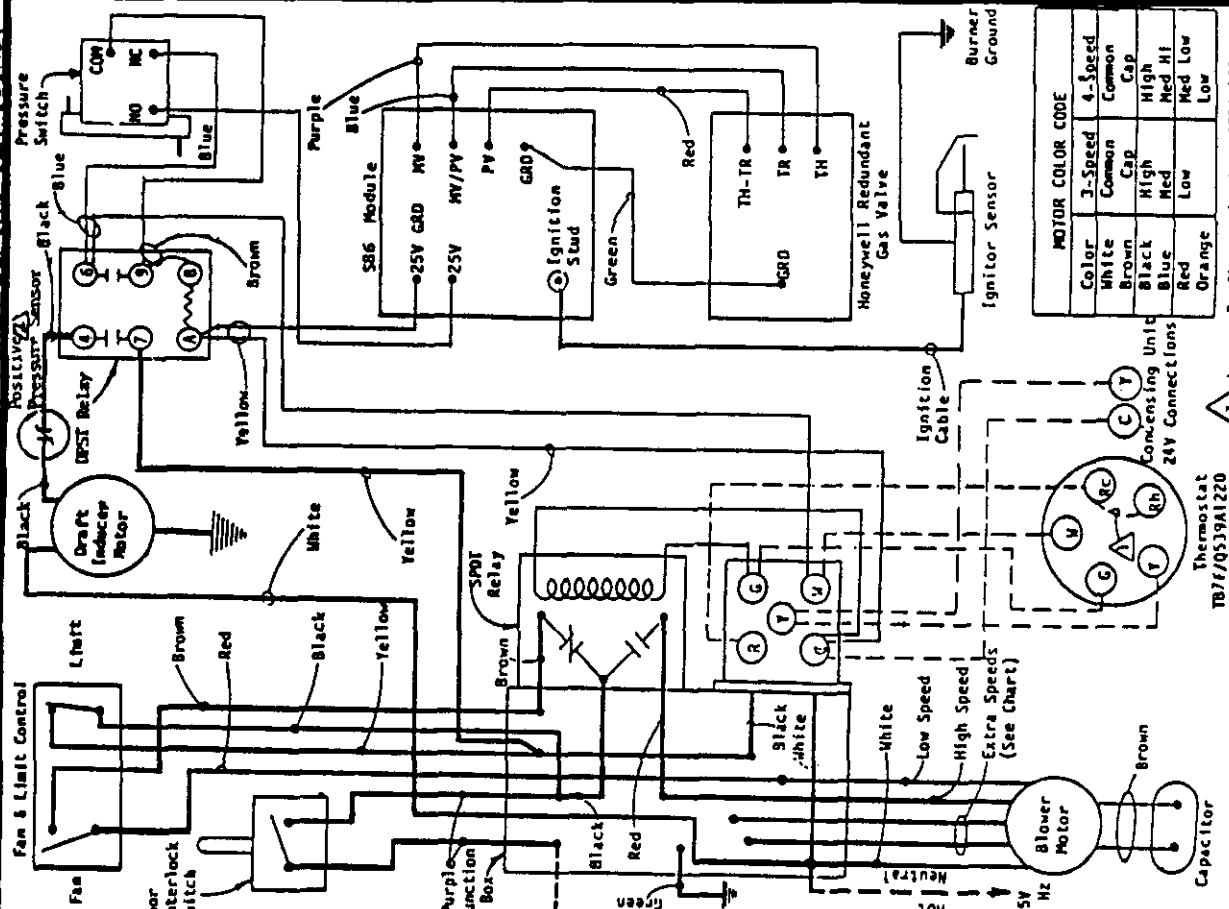 Fan & Limit Control
Fan
Limit
Brown
Red
Black
Yellow
Purple
Box
Green
Black
Draft
Inducer
Motor
White
Yellow
Positive
Pressure Sensor
DPST Relay
Black
Blue
4
6
7
9
A
B
Brown
Yellow
Pressure
Switch
COM
NO
NC
Blue
Yellow
Purple
Blue
S86 Module
25V GRD
MV
25V
MV/PV
PV
Ignition
Stud
GRD
Green
Red
TH-TR
TR
TH
GRD
Honeywell Redundant
Gas Valve
Burner
Ground
Ignitor Sensor
Ignition
Cable
SPDT
Relay
Brown
Black
Red
Black
White
G
W
Y
R
C
White
Neutral
Low Speed
High Speed
Extra Speeds
(See Chart)
Blower
Motor
Brown
Capacitor
Hz
W
Rc
G
Y
Rh
Thermostat
C
Y
Condensing Unit
24V Connections
MOTOR COLOR CODE
Color 3-Speed 4-Speed
White Common Common
Brown Cap Cap
Black High High
Blue Med Med Hi
Red Low Med Low
Orange Low